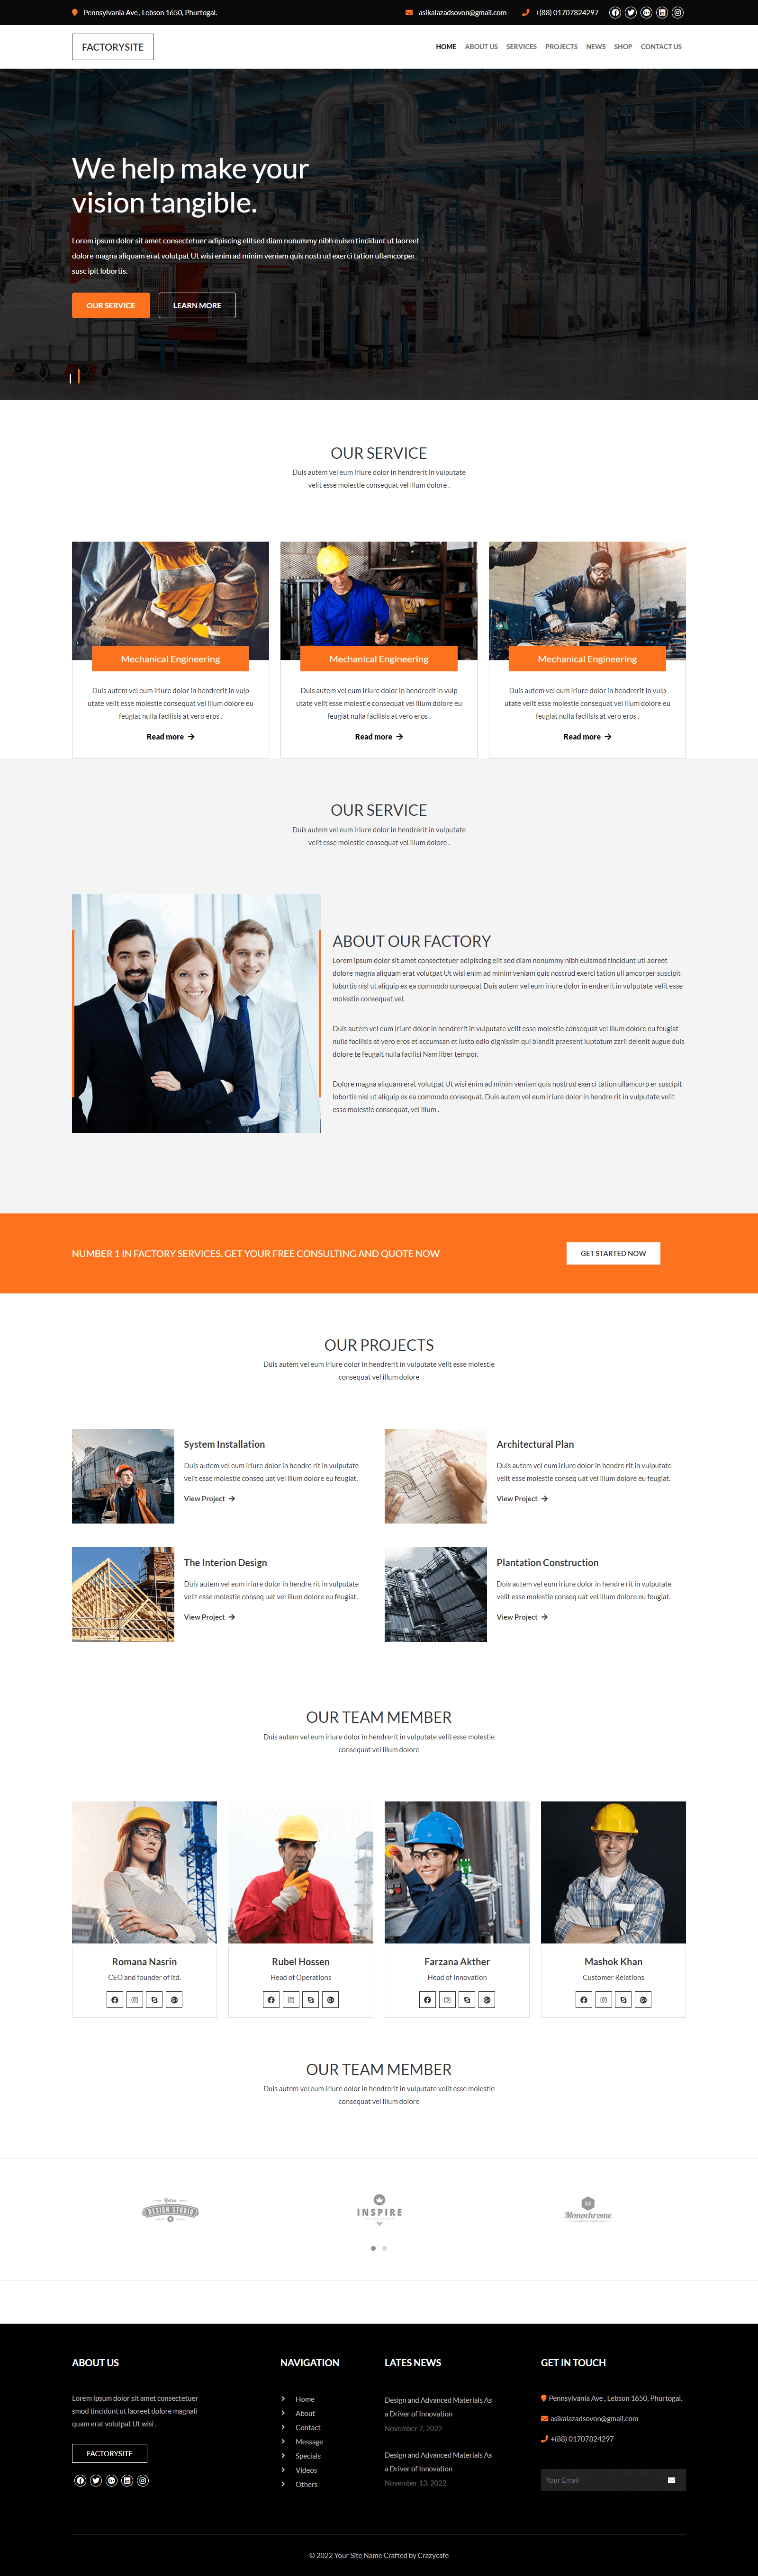 Pennsylvania Ave , Lebson 1650, Phurtogal.
asikalazadsovon@gmail.com
+(88) 01707824297
FACTORYSITE
HOME ABOUT US SERVICES PROJECTS NEWS SHOP CONTACT US
We help make your
vision tangible.
Lorem ipsum dolor sit amet consectetuer adipiscing elitsed diam nonummy nibh euism tincidunt ut laoreet
dolore magna aliquam erat volutpat Ut wisi enim ad minim veniam quis nostrud exerci tation ullamcorper
susc ipit lobortis.
OUR SERVICE LEARN MORE
OUR SERVICE
Duis autem vel eum iriure dolor in hendrerit in vulputate
velit esse molestie consequat vel illum dolore .
Mechanical Engineering
Duis autem vel eum iriure dolor in hendrerit in vulp
utate velit esse molestie consequat vel illum dolore eu
feugiat nulla facilisis at vero eros .
Read more
Mechanical Engineering
Duis autem vel eum iriure dolor in hendrerit in vulp
utate velit esse molestie consequat vel illum dolore eu
feugiat nulla facilisis at vero eros .
Read more
Mechanical Engineering
Duis autem vel eum iriure dolor in hendrerit in vulp
utate velit esse molestie consequat vel illum dolore eu
feugiat nulla facilisis at vero eros .
Read more
OUR SERVICE
Duis autem vel eum iriure dolor in hendrerit in vulputate
velit esse molestie consequat vel illum dolore .
ABOUT OUR FACTORY
Lorem ipsum dolor sit amet consectetuer adipiscing elit sed diam nonummy nibh euismod tincidunt utl aoreet
dolore magna aliquam erat volutpat Ut wisi enim ad minim veniam quis nostrud exerci tation ull amcorper suscipit
lobortis nisl ut aliquip ex ea commodo consequat Duis autem vel eum iriure dolor in endrerit in vulputate velit esse
molestie consequat vel.
Duis autem vel eum iriure dolor in hendrerit in vulputate velit esse molestie consequat vel illum dolore eu feugiat
nulla facilisis at vero eros et accumsan et iusto odio dignissim qui blandit praesent luptatum zzril delenit augue duis
dolore te feugait nulla facilisi Nam liber tempor.
Dolore magna aliquam erat volutpat Ut wisi enim ad minim veniam quis nostrud exerci tation ullamcorp er suscipit
lobortis nisl ut aliquip ex ea commodo consequat. Duis autem vel eum iriure dolor in hendre rit in vulputate velit
esse molestie consequat, vel illum .
NUMBER 1 IN FACTORY SERVICES. GET YOUR FREE CONSULTING AND QUOTE NOW
GET STARTED NOW
OUR PROJECTS
Duis autem vel eum iriure dolor in hendrerit in vulputate velit esse molestie
consequat vel illum dolore
System Installation
Duis autem vel eum iriure dolor in hendre rit in vulputate
velit esse molestie conseq uat vel illum dolore eu feugiat.
View Project
Architectural Plan
Duis autem vel eum iriure dolor in hendre rit in vulputate
velit esse molestie conseq uat vel illum dolore eu feugiat.
View Project
The Interion Design
Duis autem vel eum iriure dolor in hendre rit in vulputate
velit esse molestie conseq uat vel illum dolore eu feugiat.
View Project
Plantation Construction
Duis autem vel eum iriure dolor in hendre rit in vulputate
velit esse molestie conseq uat vel illum dolore eu feugiat.
View Project
OUR TEAM MEMBER
Duis autem vel eum iriure dolor in hendrerit in vulputate velit esse molestie
consequat vel illum dolore
Romana Nasrin
CEO and founder of ltd.
Rubel Hossen
Head of Operations
Farzana Akther
Head of Innovation
Mashok Khan
Customer Relations
OUR TEAM MEMBER
Duis autem vel eum iriure dolor in hendrerit in vulputate velit esse molestie
consequat vel illum dolore
Retro
DESIGN STUDIO
INSPIRE
Monochrome
ABOUT US
Lorem ipsum dolor sit amet consectetuer
smod tincidunt ut laoreet dolore magnali
quam erat volutpat Ut wisi .
FACTORYSITE
NAVIGATION
Home
About
Contact
Message
Specials
Videos
Others
LATES NEWS
Design and Advanced Materials As
a Driver of Innovation
November 7, 2022
Design and Advanced Materials As
a Driver of Innovation
November 13, 2022
GET IN TOUCH
Pennsylvania Ave , Lebson 1650, Phurtogal.
asikalazadsovon@gmail.com
+(88) 01707824297
Your Email
© 2022 Your Site Name Crafted by Crazycafe